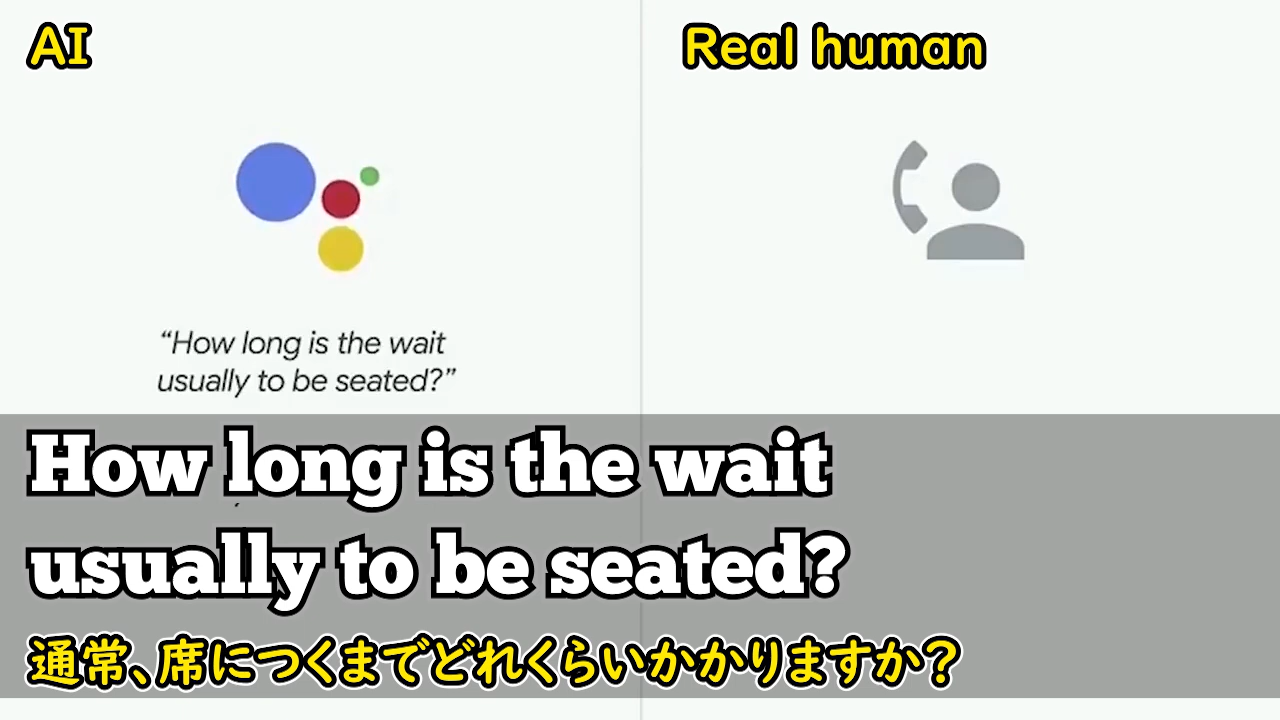 AI
Real human
“How long is the wait
usually to be seated?”
How long is the wait
usually to be seated?
通常、席につくまでどれくらいかかりますか?